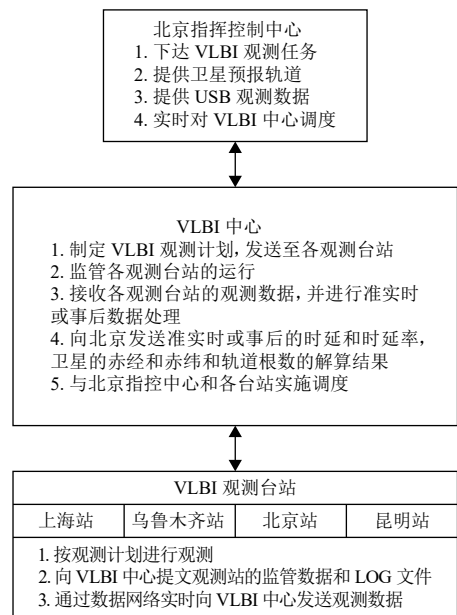 北京指挥控制中心
1. 下达 VLBI 观测任务
2. 提供卫星预报轨道
3. 提供 USB 观测数据
4. 实时对 VLBI 中心调度
VLBI 中心
1. 制定 VLBI 观测计划,发送至各观测台站
2. 监管各观测台站的运行
3. 接收各观测台站的观测数据,并进行准实时
或事后数据处理
4. 向北京发送准实时或事后的时延和时延率,
卫星的赤经和赤纬和轨道根数的解算结果
5. 与北京指控中心和各台站实施调度
VLBI 观测台站
上海站 乌鲁木齐站 北京站 昆明站
1. 按观测计划进行观测
2. 向 VLBI 中心提文观测站的监管数据和 LOG 文件
3. 通过数据网络实时向 VLBI 中心发送观测数据